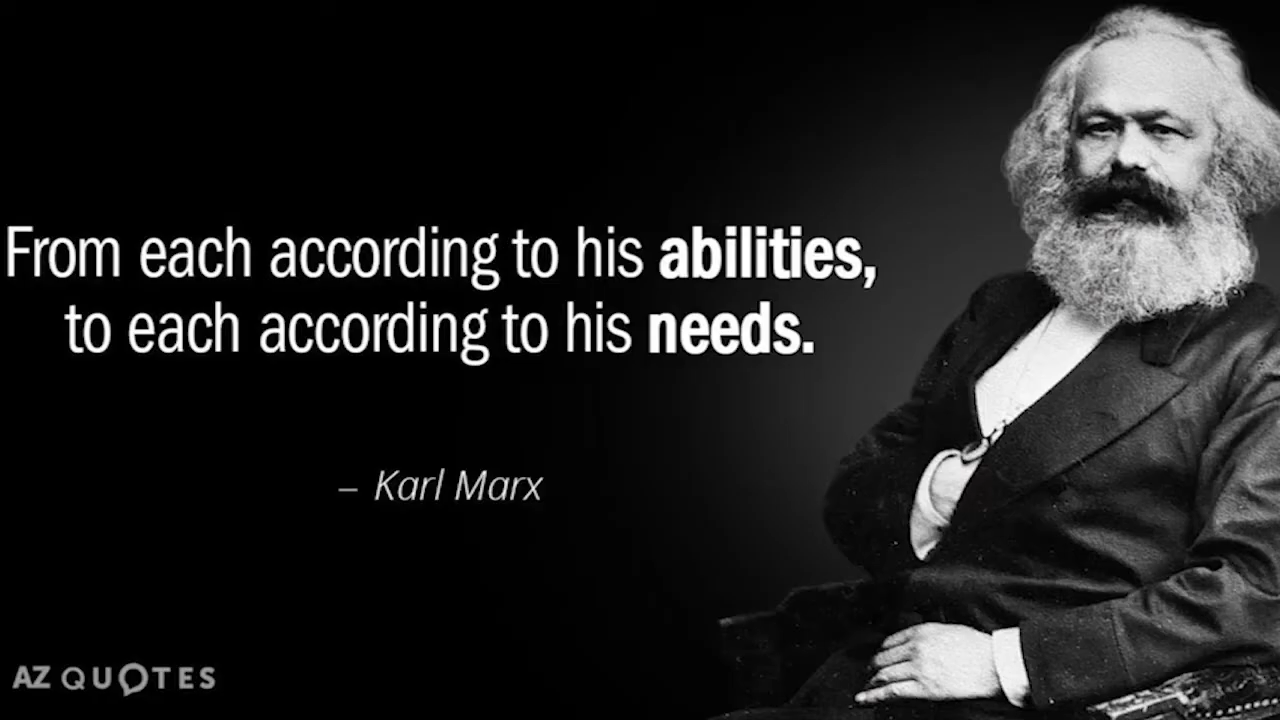 From each according to his abilities,
to each according to his needs.
– Karl Marx
AZ QUOTES